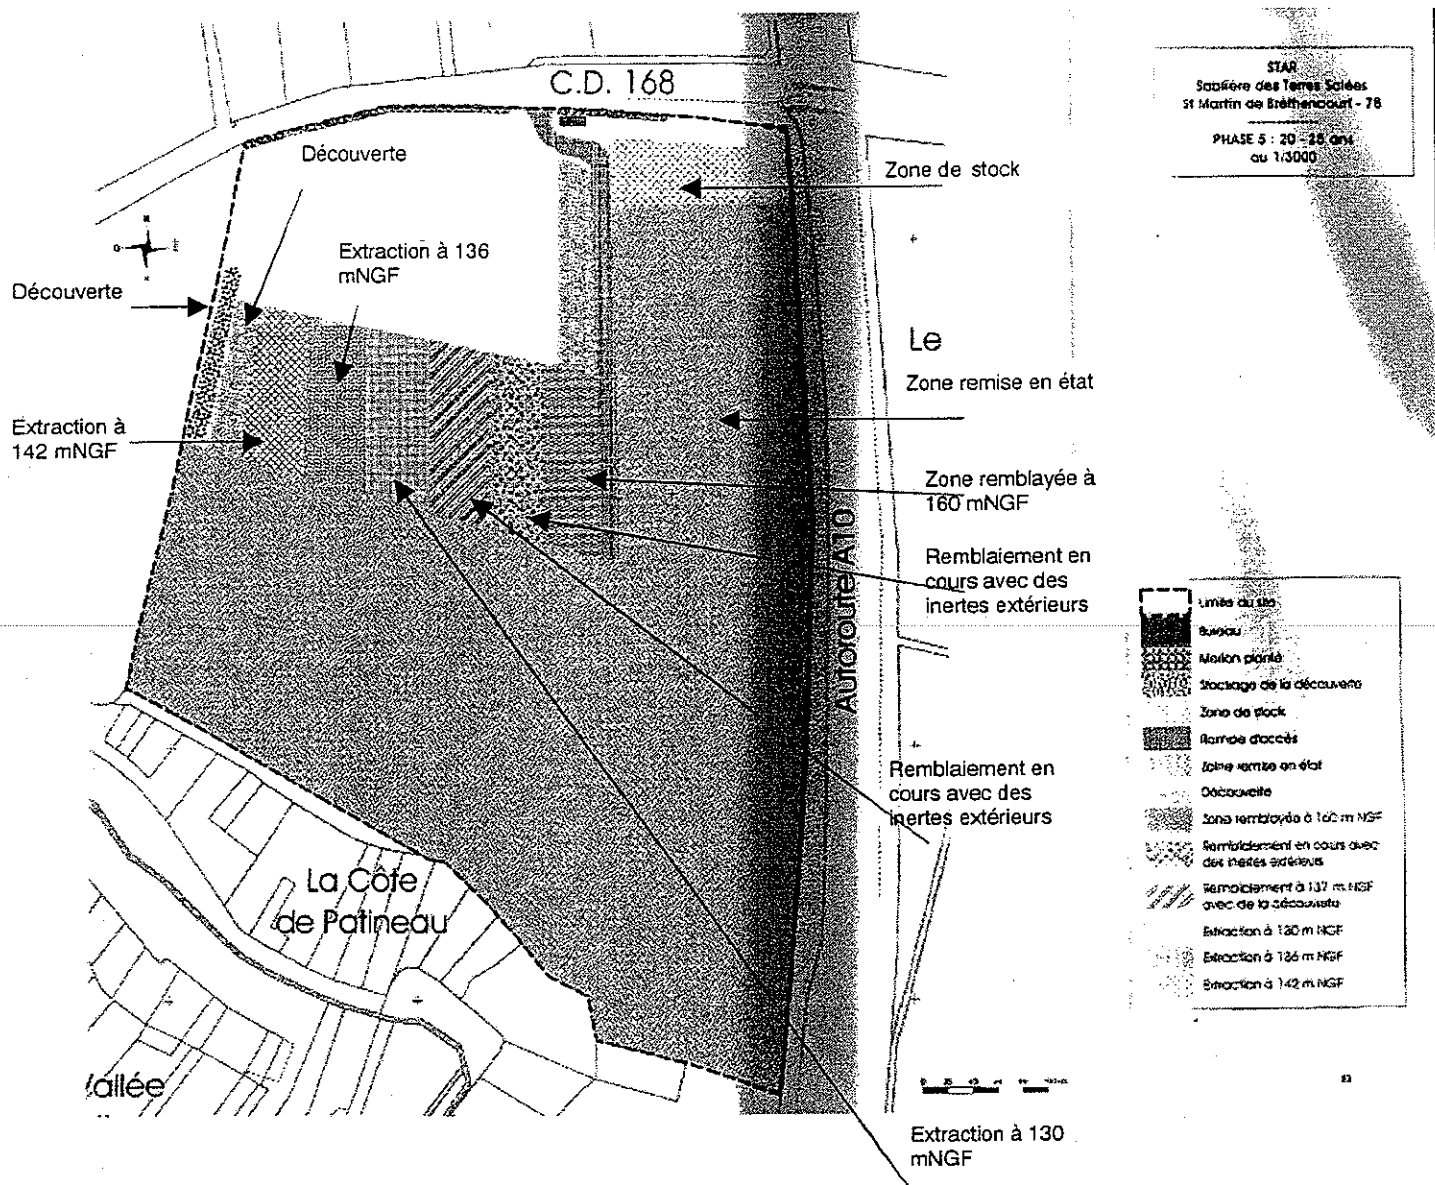 C.D. 168
STAR
Sablière des Terres Salées
St Martin de Bréthencourt - 78
PHASE 5 : 20 - 25 ans
au 1/3000
Découverte
Zone de stock
Extraction à 136
mNGF
Découverte
Le
Zone remise en état
Extraction à
142 mNGF
Zone remblayée à
160 mNGF
Autoroute A10
Remblaiement en
cours avec des
inertes extérieurs
Remblaiement en
cours avec des
inertes extérieurs
La Côte
de Patineau
Vallée
Extraction à 130
mNGF
Limite du site
Bureau
Merlon planté
Stockage de la découverte
Zone de stock
Rampe d'accès
Zone remise en état
Découverte
Zone remblayée à 160 m NGF
Remblaiement en cours avec
des inertes extérieurs
Remblaiement à 137 m NGF
avec de la découverte
Extraction à 130 m NGF
Extraction à 136 m NGF
Extraction à 142 m NGF